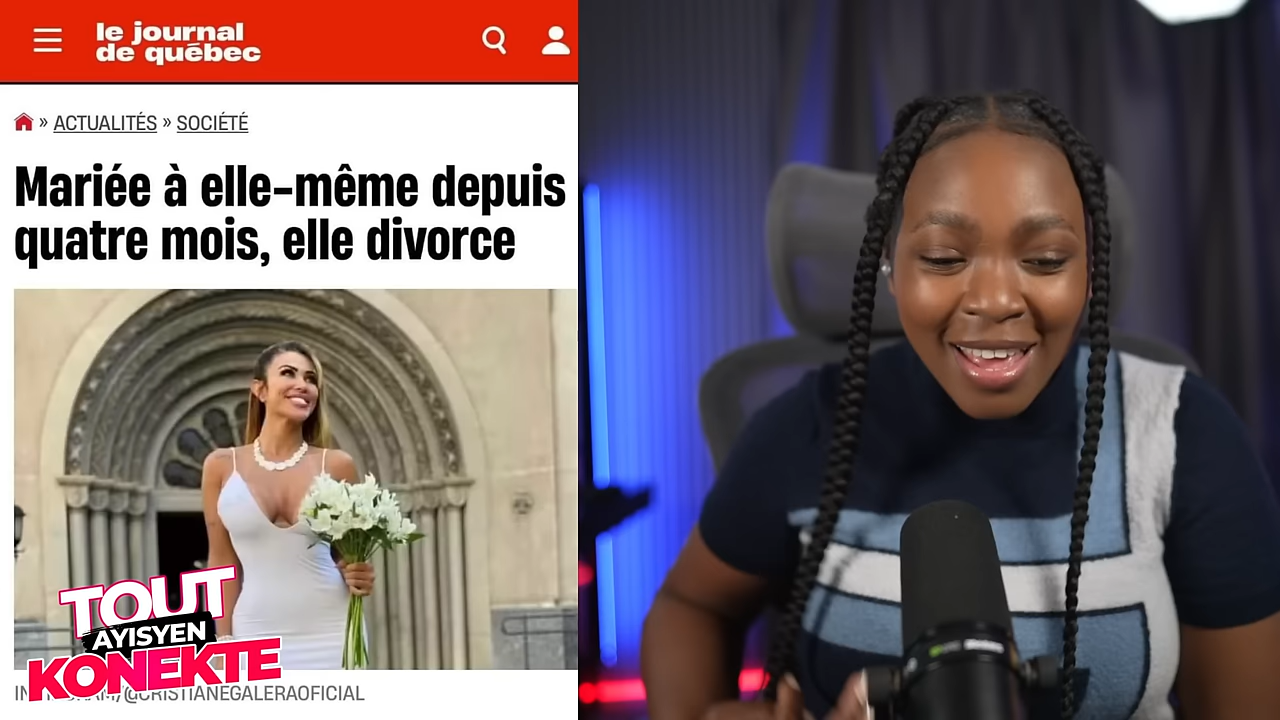 le journal
de québec
» ACTUALITÉS » SOCIÉTÉ
Mariée à elle-même depuis
quatre mois, elle divorce
TOUT
AYISYEN
KONEKTE
@CRISTIANEGALERAOFICIAL